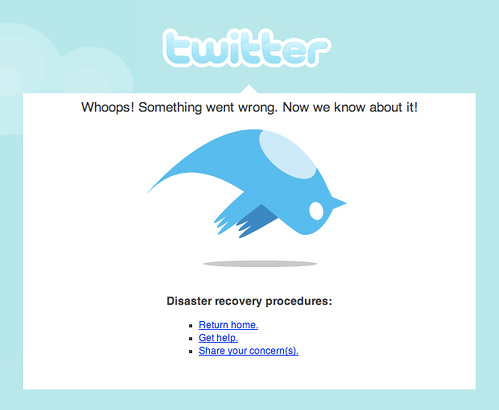 twitter
Whoops! Something went wrong. Now we know about it!
Disaster recovery procedures:
Return home.
Get help.
Share your concern(s).